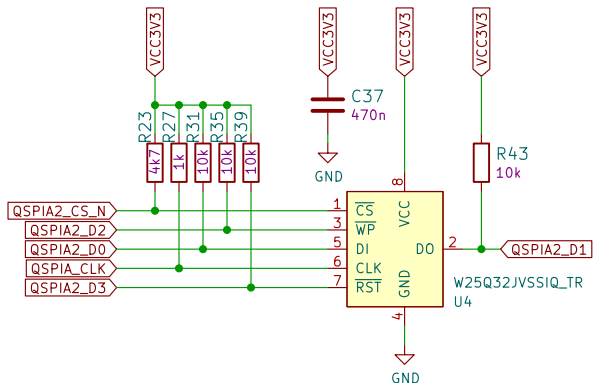 VCC3V3
VCC3V3
VCC3V3
VCC3V3
R23
4k7
R27
1k
R31
10k
R35
10k
R39
10k
C37
470n
GND
R43
10k
QSPIA2_CS_N
QSPIA2_D2
QSPIA2_D0
QSPIA_CLK
QSPIA2_D3
1 CS
3 WP
5 DI
6 CLK
7 RST
8
VCC
DO 2
GND
4
QSPIA2_D1
W25Q32JVSSIQ_TR
U4
GND